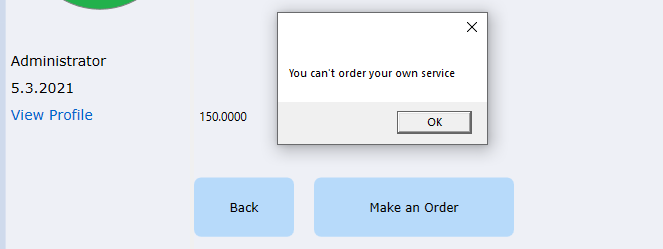 Administrator
5.3.2021
View Profile
150.0000
You can't order your own service
OK
Back
Make an Order